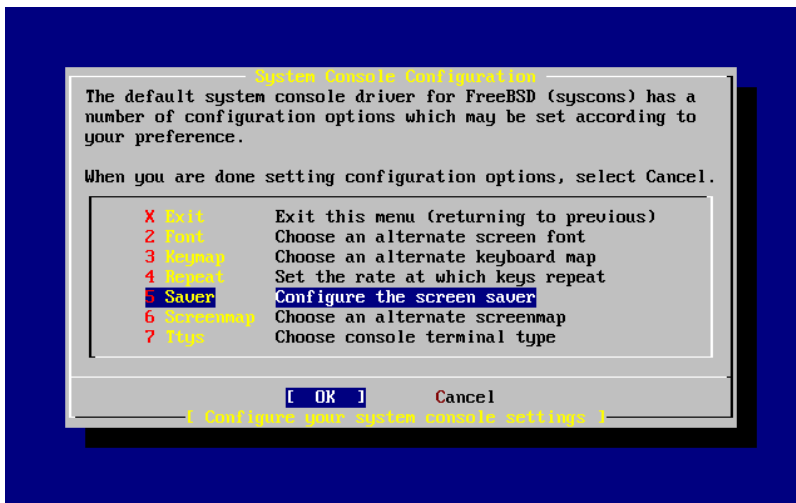 System Console Configuration
The default system console driver for FreeBSD (syscons) has a
number of configuration options which may be set according to
your preference.
When you are done setting configuration options, select Cancel.
X Exit Exit this menu (returning to previous)
2 Font Choose an alternate screen font
3 Keymap Choose an alternate keyboard map
4 Repeat Set the rate at which keys repeat
5 Saver Configure the screen saver
6 Screenmap Choose an alternate screenmap
7 Ttys Choose console terminal type
[ OK ] Cancel
[ Configure your system console settings ]